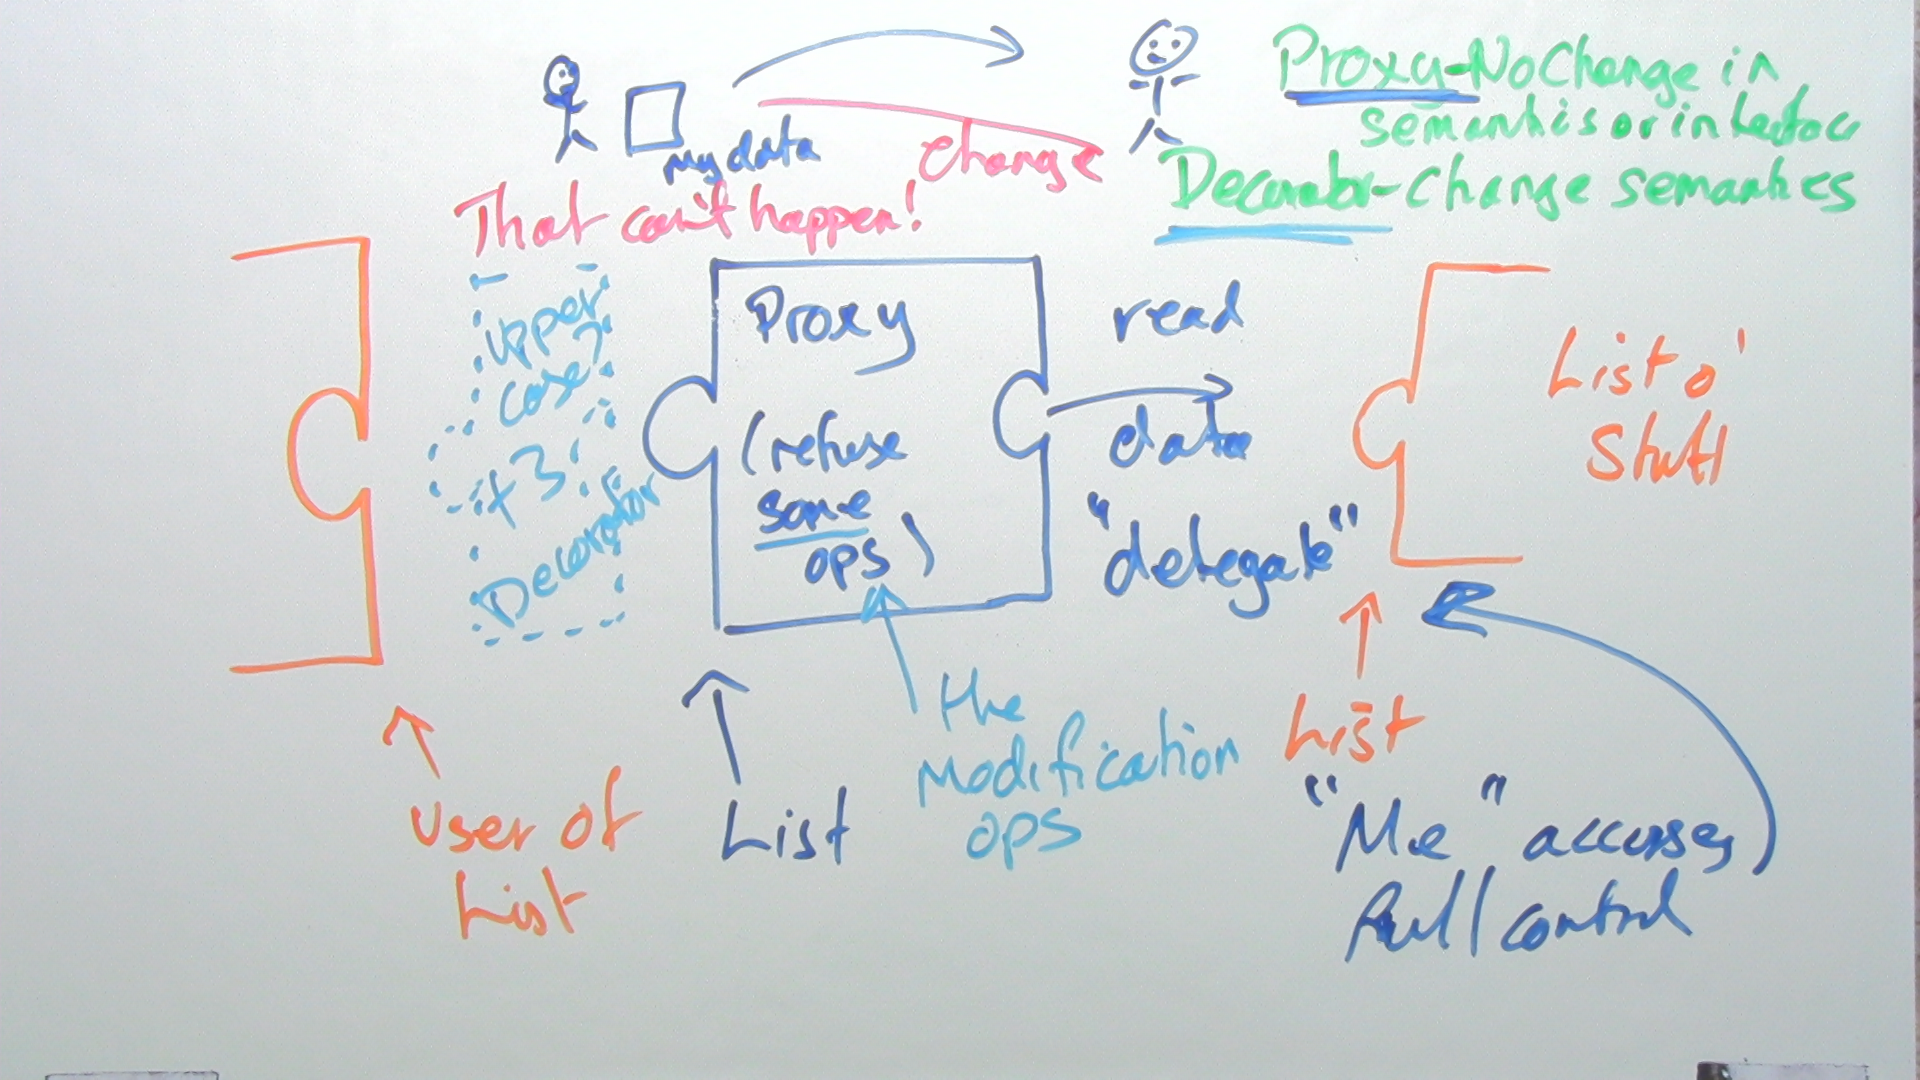 Proxy - No Change in
semantics or interface
my data
change
Decorator - Change semantics
That can't happen!
upper
case?
x 3.
Decorator
Proxy
(refuse
some
ops)
read
data
"delegate"
List o'
Stuff
the
modification
ops
User of
List
List
List
"Me" accesses
full control